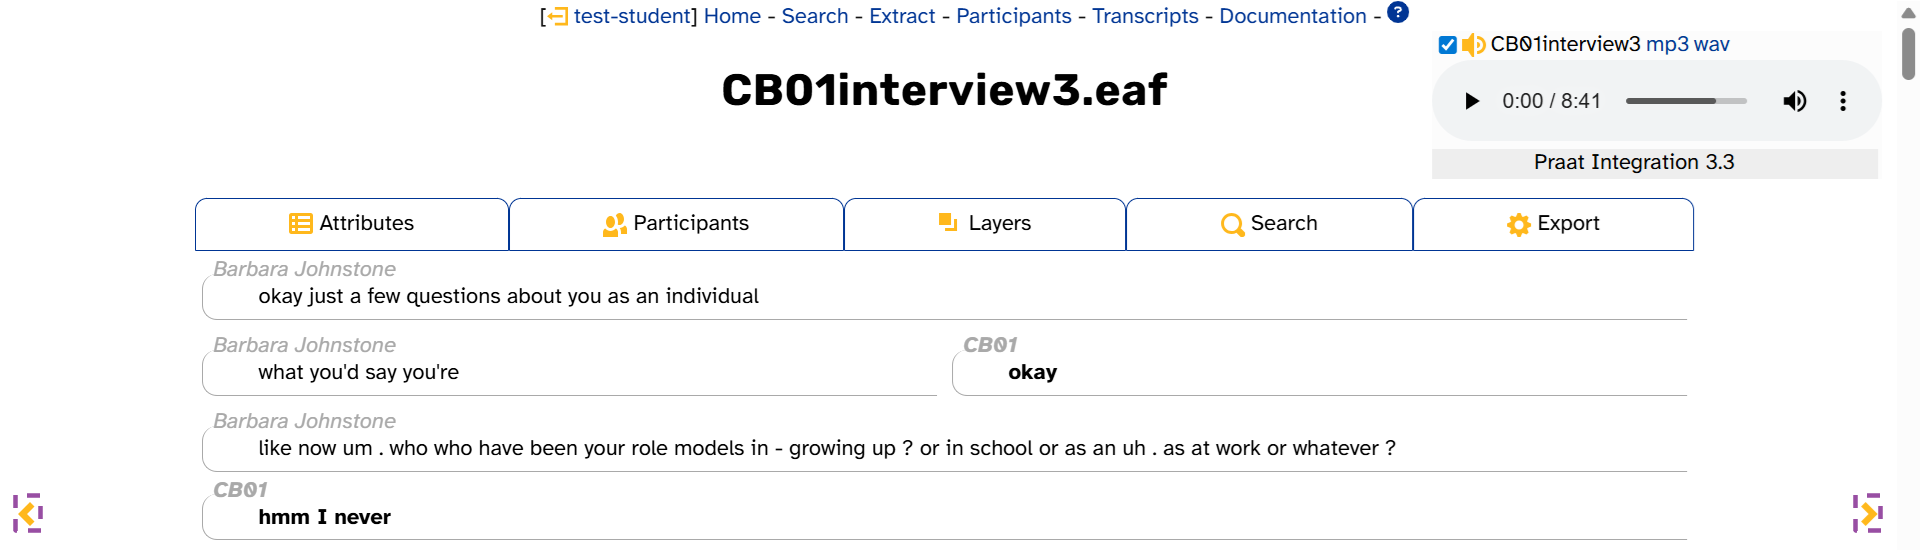 [ test-student] Home - Search - Extract - Participants - Transcripts - Documentation - ?
CB01interview3 mp3 wav
CB01interview3.eaf
0:00 / 8:41
Praat Integration 3.3
Attributes Participants Layers Search Export
Barbara Johnstone
okay just a few questions about you as an individual
Barbara Johnstone
what you'd say you're
CB01
okay
Barbara Johnstone
like now um . who who have been your role models in - growing up ? or in school or as an uh . as at work or whatever ?
CB01
hmm I never